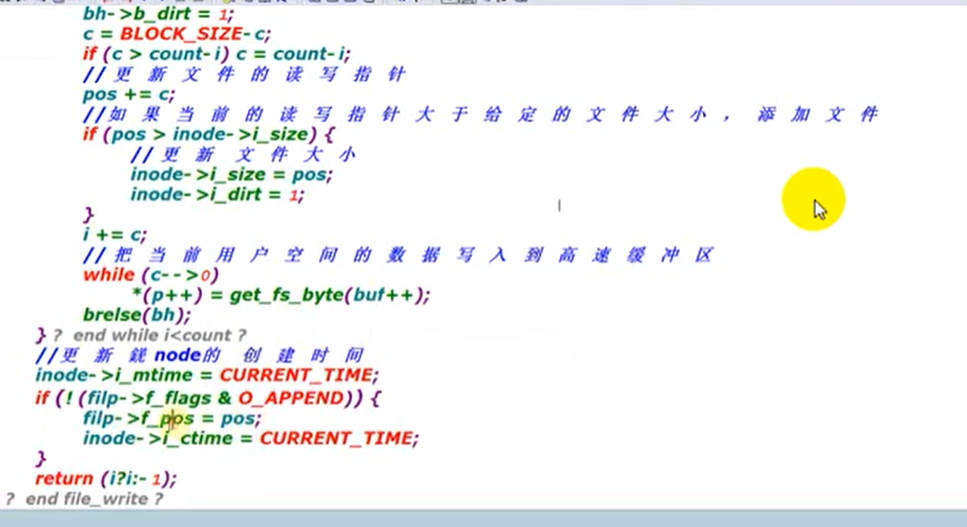 bh->b_dirt = 1;
c = BLOCK_SIZE-c;
if (c > count-i) c = count-i;
//更新文件的读写指针
pos += c;
//如果当前的读写指针大于给定的文件大小，添加文件
if (pos > inode->i_size) {
//更新文件大小
inode->i_size = pos;
inode->i_dirt = 1;
}
i += c;
//把当前用户空间的数据写入到高速缓冲区
while (c-->0)
*(p++) = get_fs_byte(buf++);
brelse(bh);
} ? end while i<count ?
//更新鋶node的创建时间
inode->i_mtime = CURRENT_TIME;
if (! (filp->f_flags & O_APPEND)) {
filp->f_pos = pos;
inode->i_ctime = CURRENT_TIME;
}
return (i?i:-1);
? end file_write ?